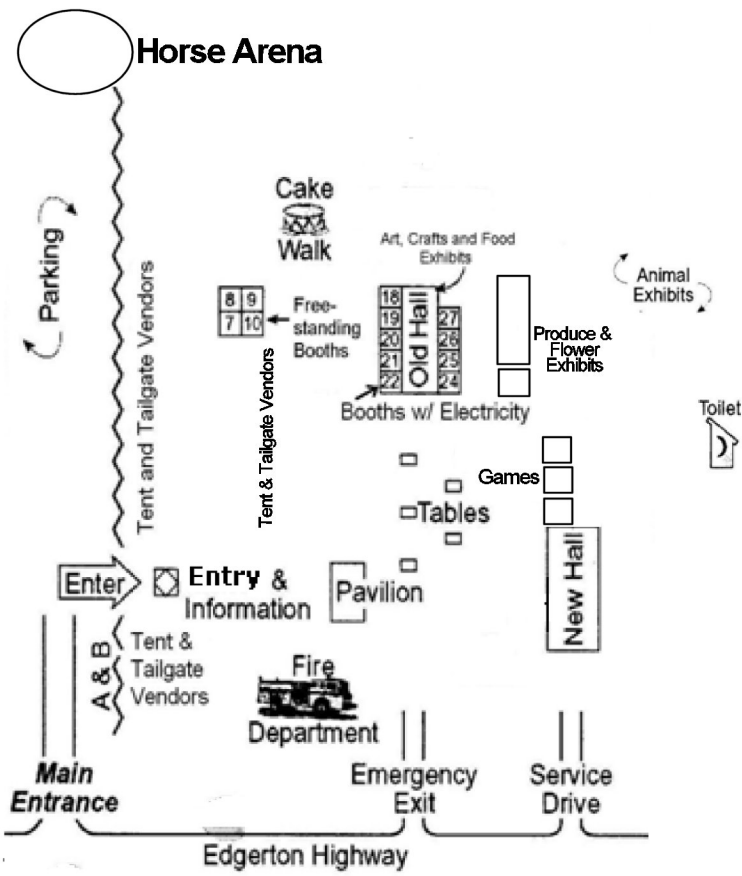 Horse Arena
Cake
Walk
Parking
Tent and Tailgate Vendors
Art, Crafts and Food
Exhibits
Animal
Exhibits
8 9
7 10
Free-
standing
Booths
18
19
20
21
22
Old Hall
27
26
25
24
Produce &
Flower
Exhibits
Booths w/ Electricity
Toilet
Tent & Tailgate Vendors
Games
Tables
Enter
Entry &
Information
Pavilion
New Hall
A & B
Tent &
Tailgate
Vendors
Fire
Department
Main
Entrance
Emergency
Exit
Service
Drive
Edgerton Highway